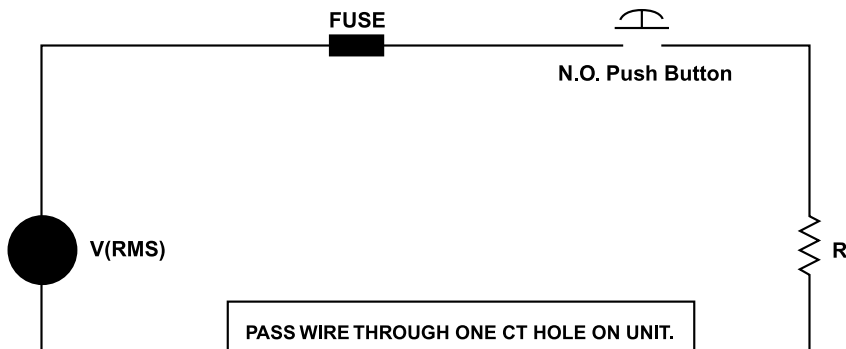 FUSE
N.O. Push Button
V(RMS)
R
PASS WIRE THROUGH ONE CT HOLE ON UNIT.